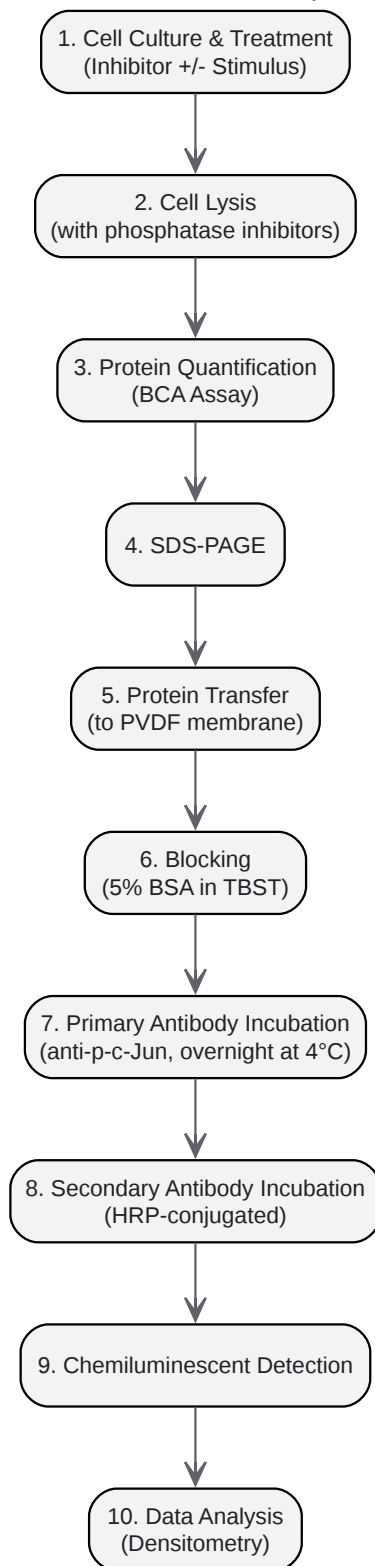 1. Cell Culture & Treatment
(Inhibitor +/- Stimulus)
2. Cell Lysis
(with phosphatase inhibitors)
3. Protein Quantification
(BCA Assay)
4. SDS-PAGE
5. Protein Transfer
(to PVDF membrane)
6. Blocking
(5% BSA in TBST)
7. Primary Antibody Incubation
(anti-p-c-Jun, overnight at 4°C)
8. Secondary Antibody Incubation
(HRP-conjugated)
9. Chemiluminescent Detection
10. Data Analysis
(Densitometry)